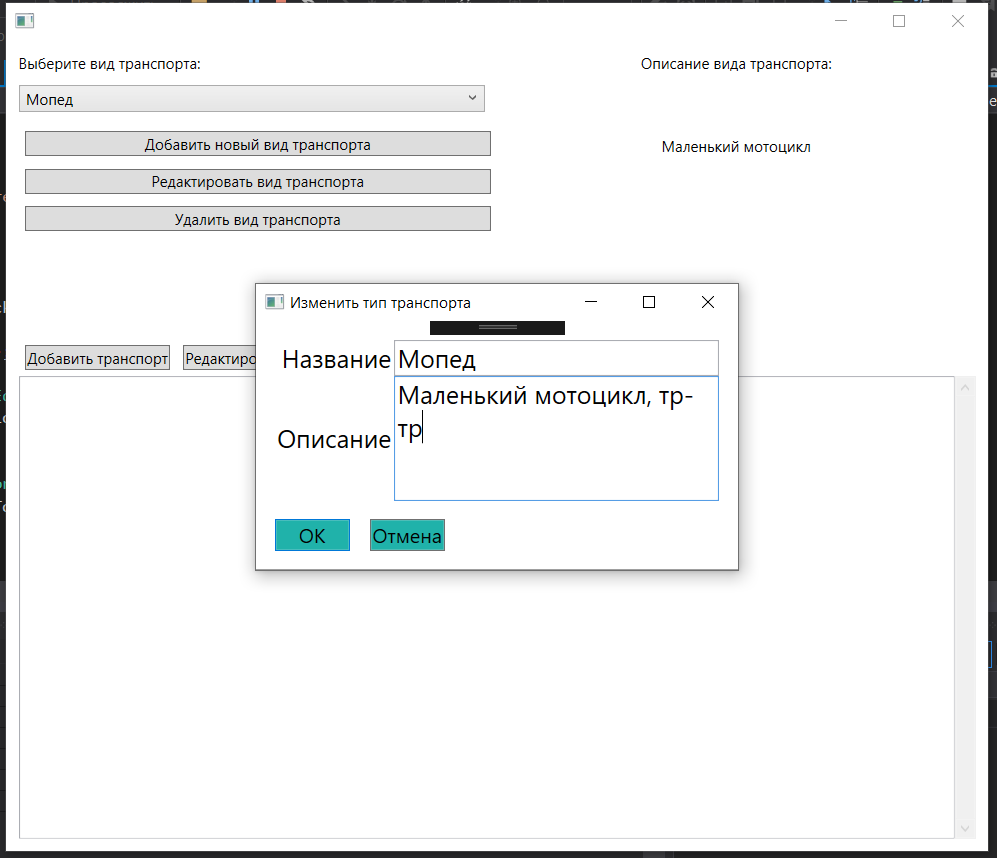 Выберите вид транспорта:
Описание вида транспорта:
Мопед
Добавить новый вид транспорта
Маленький мотоцикл
Редактировать вид транспорта
Удалить вид транспорта
Изменить тип транспорта
Добавить транспорт
Название
Мопед
Маленький мотоцикл, тр-
тр
Описание
OK
Отмена